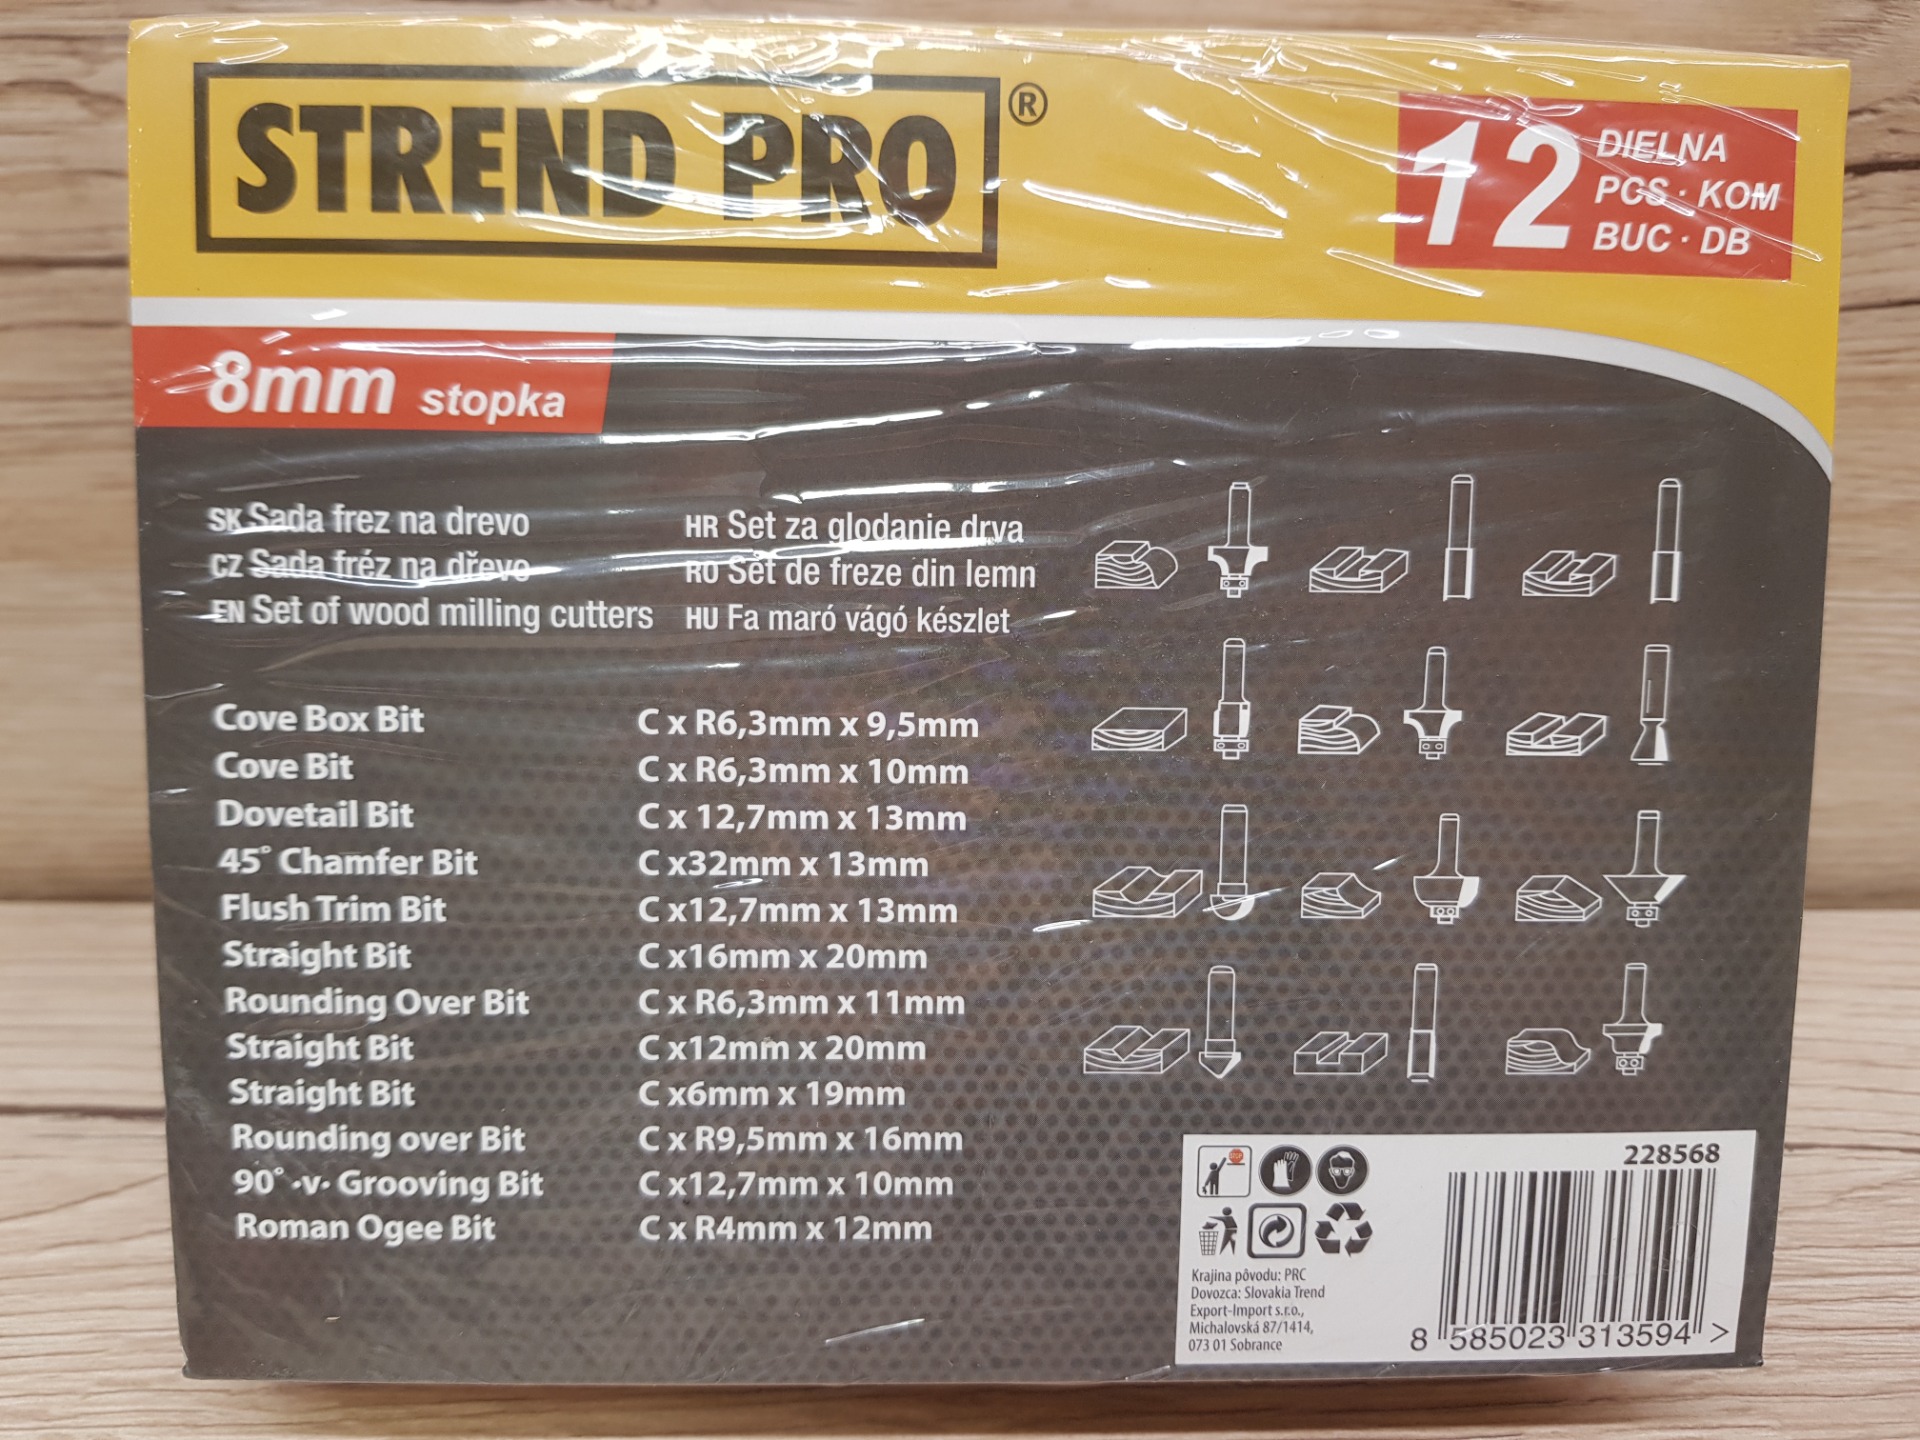 STREND PRO®
12 DIELNA
PCS · KOM
BUC · DB
8mm stopka
SK Sada frez na drevo
CZ Sada fréz na dřevo
EN Set of wood milling cutters
HR Set za glodanje drva
RO Set de freze din lemn
HU Fa maró vágó készlet
Cove Box Bit C x R6,3mm x 9,5mm
Cove Bit C x R6,3mm x 10mm
Dovetail Bit C x 12,7mm x 13mm
45° Chamfer Bit C x32mm x 13mm
Flush Trim Bit C x12,7mm x 13mm
Straight Bit C x16mm x 20mm
Rounding Over Bit C x R6,3mm x 11mm
Straight Bit C x12mm x 20mm
Straight Bit C x6mm x 19mm
Rounding over Bit C x R9,5mm x 16mm
90° ·v· Grooving Bit C x12,7mm x 10mm
Roman Ogee Bit C x R4mm x 12mm
STOP
228568
Krajina pôvodu: PRC
Dovozca: Slovakia Trend
Export-Import s.r.o.,
Michalovská 87/1414,
073 01 Sobrance
8 585023 313594 >